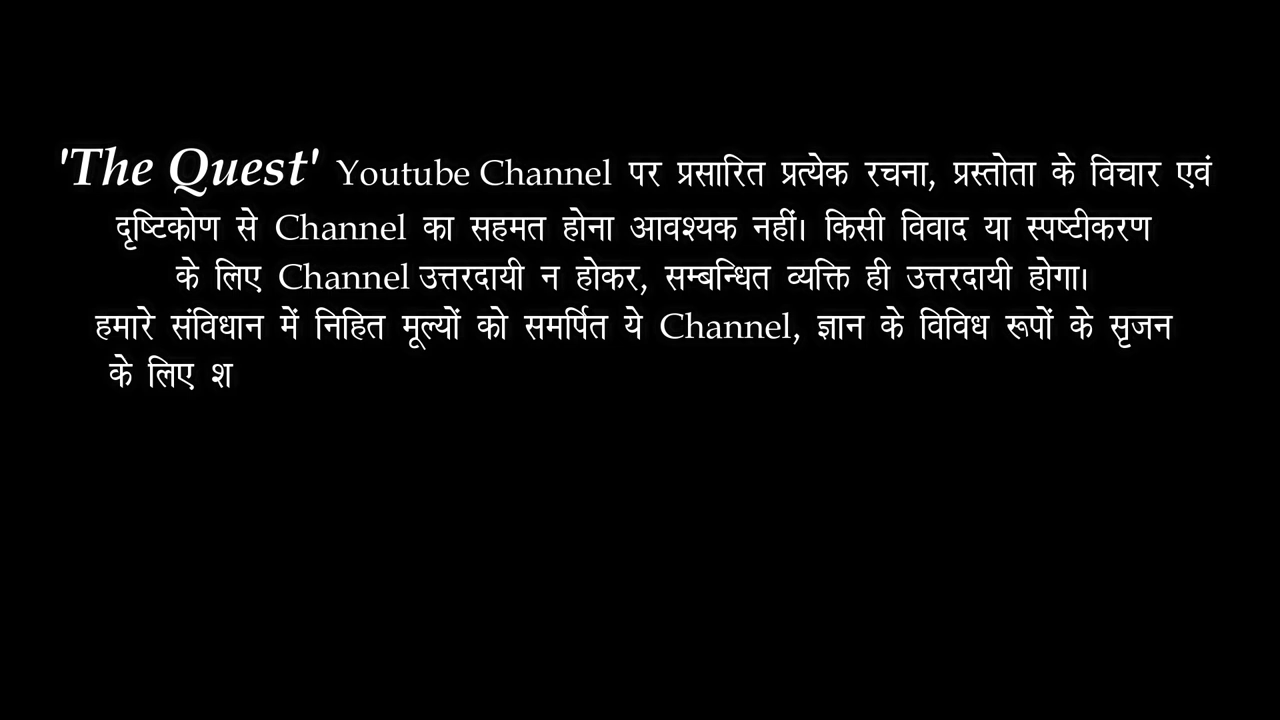 'The Quest' Youtube Channel पर प्रसारित प्रत्येक रचना, प्रस्तोता के विचार एवं
दृष्टिकोण से Channel का सहमत होना आवश्यक नहीं। किसी विवाद या स्पष्टीकरण
के लिए Channel उत्तरदायी न होकर, सम्बन्धित व्यक्ति ही उत्तरदायी होगा।
हमारे संविधान में निहित मूल्यों को समर्पित ये Channel, ज्ञान के विविध रूपों के सृजन
के लिए श